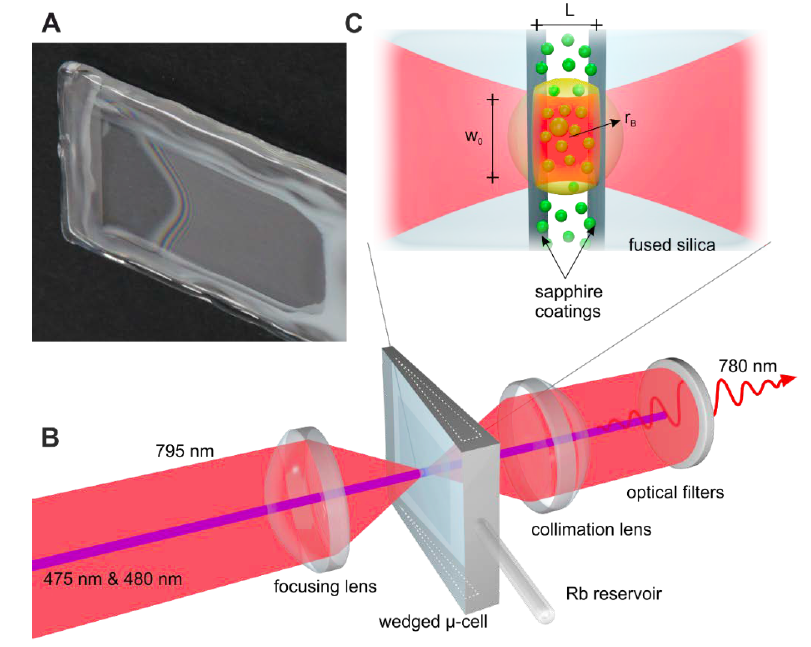 A
C
L
w₀
r_B
fused silica
sapphire
coatings
B
795 nm
475 nm & 480 nm
focusing lens
wedged μ-cell
Rb reservoir
collimation lens
optical filters
780 nm